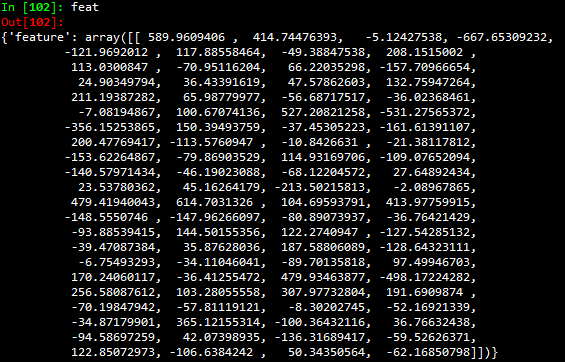 In [102]: feat
Out[102]:
{'feature': array([[ 589.9609406 ,  414.74476393,   -5.12427538, -667.65309232,
        -121.9692012 ,  117.88558464,  -49.38847538,  208.1515002 ,
         113.0300847 ,  -70.95116204,   66.22035298, -157.70966654,
          24.90349794,   36.43391619,   47.57862603,  132.75947264,
         211.19387282,   65.98779977,  -56.68717517,  -36.02368461,
          -7.08194867,  100.67074136,  527.20821258, -531.27565372,
        -356.15253865,  150.39493759,  -37.45305223, -161.61391107,
         200.47769417, -113.5760947 ,  -10.8426631 ,  -21.38117812,
        -153.62264867,  -79.86903529,  114.93169706, -109.07652094,
        -140.57971434,  -46.19023088,  -68.12204572,   27.64892434,
          23.53780362,   45.16264179, -213.50215813,   -2.08967865,
         479.41940043,  614.7031326 ,  104.69593791,  413.97759915,
        -148.5550746 , -147.96266097,  -80.89073937,  -36.76421429,
         -93.88539415,  144.50155356,  122.2740947 , -127.54285132,
         -39.47087384,   35.87628036,  187.58806089, -128.64323111,
          -6.75493293,  -34.11046041,  -89.70135818,   97.49946703,
         170.24060117,  -36.41255472,  479.93463877, -498.17224282,
         256.58087612,  103.28055558,  307.97732804,  191.6909874 ,
         -70.19847942,  -57.81119121,   -8.30202745,  -52.16921339,
         -34.87179901,  365.12155314, -100.36432116,   36.76632438,
         -94.58697259,   42.07398935, -136.31689417,  -59.52626371,
         122.85072973, -106.6384242 ,   50.34350564,  -62.16850798]])}